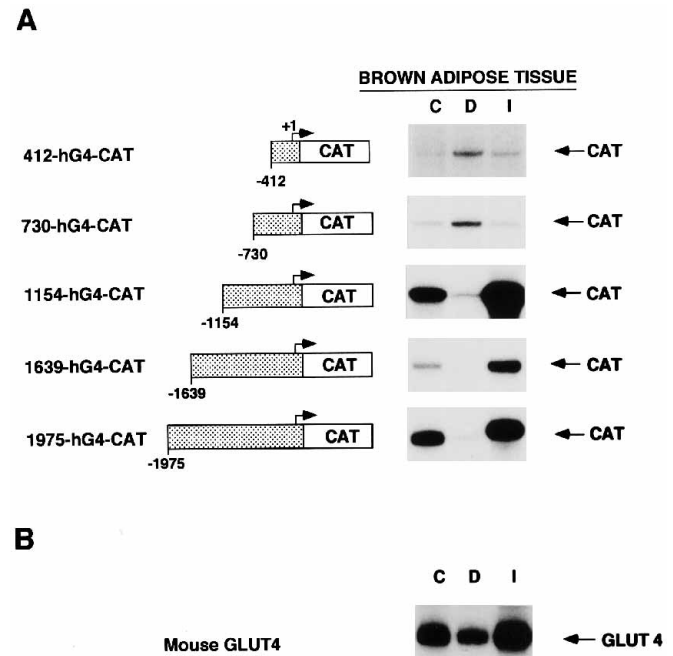 A
BROWN ADIPOSE TISSUE
C D I
+1
412-hG4-CAT CAT CAT
-412
730-hG4-CAT CAT CAT
-730
1154-hG4-CAT CAT CAT
-1154
1639-hG4-CAT CAT CAT
-1639
1975-hG4-CAT CAT CAT
-1975
B
C D I
Mouse GLUT4 GLUT 4